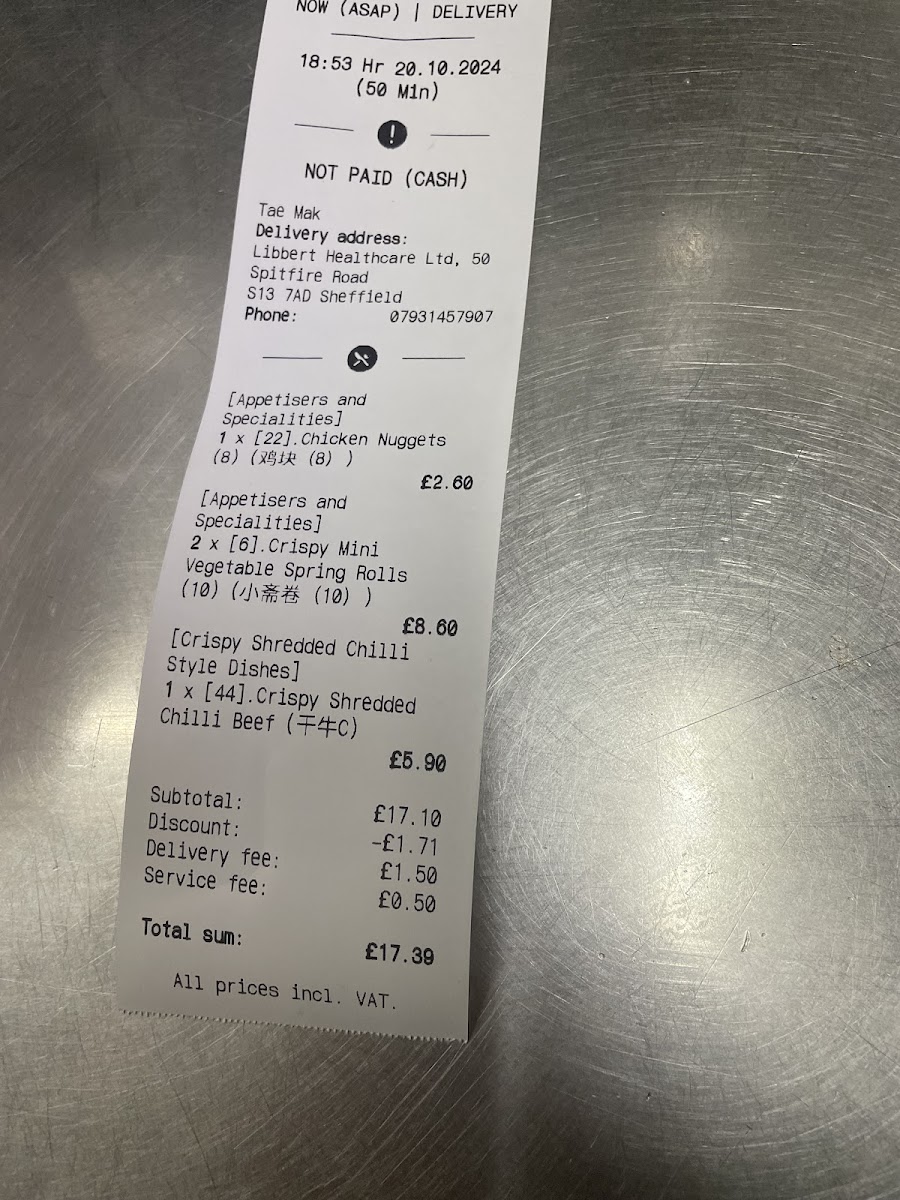 NOW (ASAP) | DELIVERY
18:53 Hr 20.10.2024
(50 Min)
!
NOT PAID (CASH)
Tae Mak
Delivery address:
Libbert Healthcare Ltd, 50
Spitfire Road
S13 7AD Sheffield
Phone: 07931457907
[Appetisers and
Specialities]
1 x [22].Chicken Nuggets
(8) (鸡块 (8) )
£2.60
[Appetisers and
Specialities]
2 x [6].Crispy Mini
Vegetable Spring Rolls
(10) (小斋卷 (10) )
£8.60
[Crispy Shredded Chilli
Style Dishes]
1 x [44].Crispy Shredded
Chilli Beef (干牛C)
£5.90
Subtotal: £17.10
Discount: -£1.71
Delivery fee: £1.50
Service fee: £0.50
Total sum: £17.39
All prices incl. VAT.